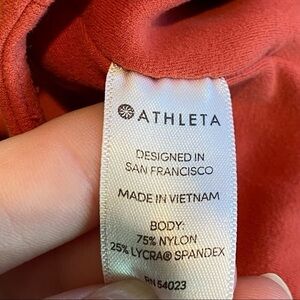 ATHLETA
DESIGNED IN
SAN FRANCISCO
MADE IN VIETNAM
BODY:
75% NYLON
25% LYCRA® SPANDEX
RN 54023